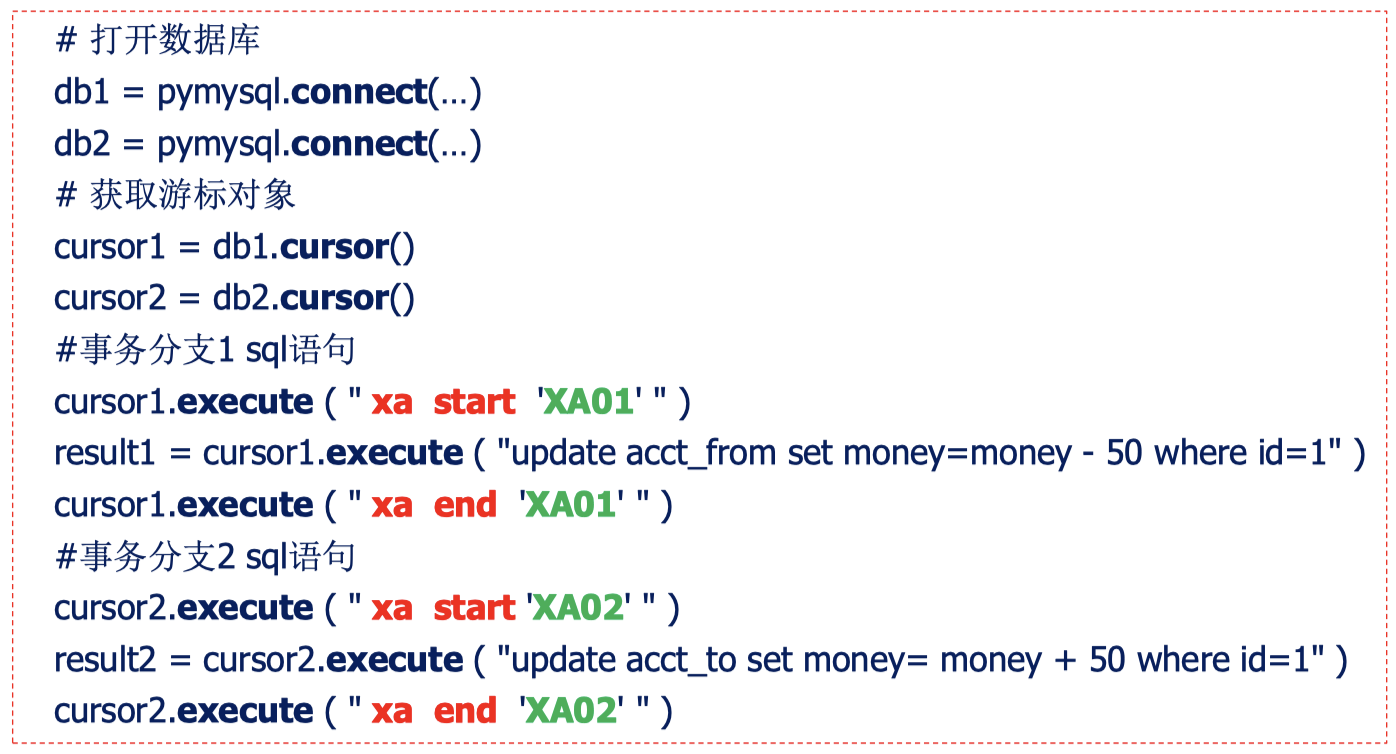 # 打开数据库
db1 = pymysql.connect(…)
db2 = pymysql.connect(…)
# 获取游标对象
cursor1 = db1.cursor()
cursor2 = db2.cursor()
#事务分支1 sql语句
cursor1.execute ( " xa  start  'XA01' " )
result1 = cursor1.execute ( "update acct_from set money=money - 50 where id=1" )
cursor1.execute ( " xa  end  'XA01' " )
#事务分支2 sql语句
cursor2.execute ( " xa  start 'XA02' " )
result2 = cursor2.execute ( "update acct_to set money= money + 50 where id=1" )
cursor2.execute ( " xa  end  'XA02' " )